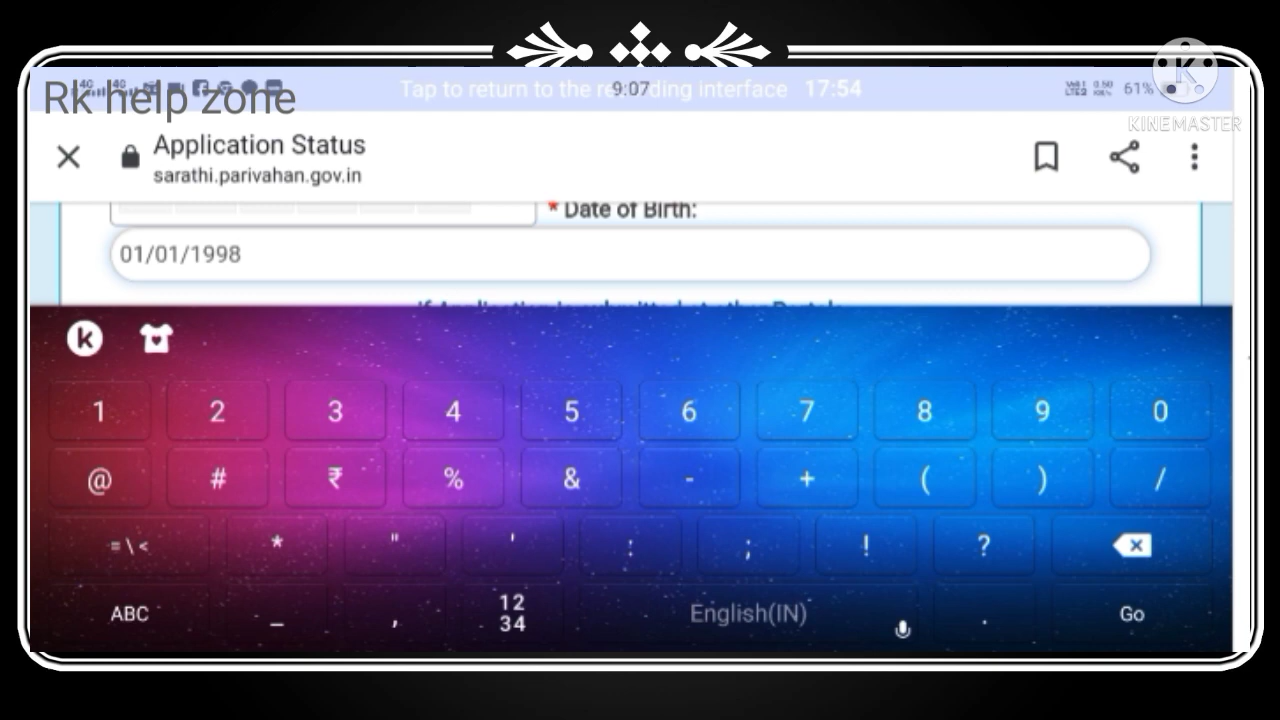 Rk help zone
Tap to return to the recording interface 17:54
9:07
61%
KINEMASTER
Application Status
sarathi.parivahan.gov.in
* Date of Birth:
01/01/1998
1 2 3 4 5 6 7 8 9 0
@ # ₹ % & - + ( ) /
=\< * " ' : ; ! ?
ABC _ , 12 34 English(IN) . Go